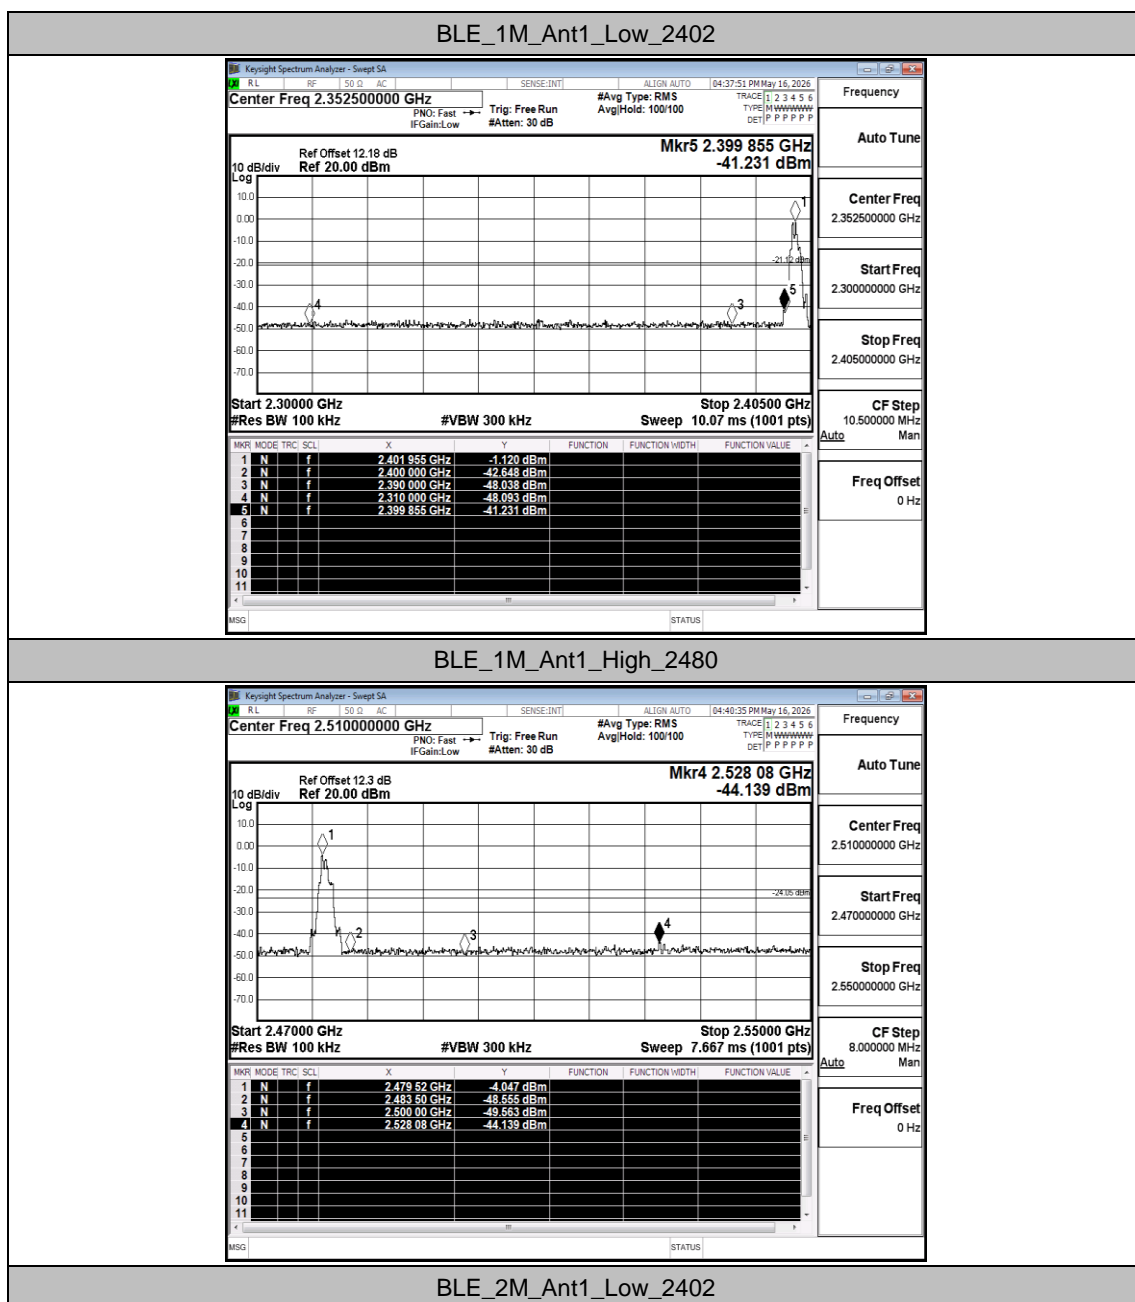 BLE_1M_Ant1_Low_2402
Keysight Spectrum Analyzer - Swept SA
RL RF 50 Ω AC SENSE:INT ALIGN AUTO 04:37:51 PM May 16, 2026
Center Freq 2.352500000 GHz
PNO: Fast
IFGain:Low
Trig: Free Run
#Atten: 30 dB
#Avg Type: RMS
Avg|Hold: 100/100
TRACE 1 2 3 4 5 6
TYPE M WWWWW
DET P P P P P P
Mkr5 2.399 855 GHz
-41.231 dBm
Ref Offset 12.18 dB
Ref 20.00 dBm
10 dB/div
Log
10.0
0.00
-10.0
-20.0
-30.0
-40.0
-50.0
-60.0
-70.0
1
-21.12 dBm
5
4
3
Start 2.30000 GHz Stop 2.40500 GHz
#Res BW 100 kHz #VBW 300 kHz Sweep 10.07 ms (1001 pts)
MKR MODE TRC SCL X Y FUNCTION FUNCTION WIDTH FUNCTION VALUE
1 N f 2.401 955 GHz -1.120 dBm
2 N f 2.400 000 GHz -42.648 dBm
3 N f 2.390 000 GHz -48.038 dBm
4 N f 2.310 000 GHz -48.093 dBm
5 N f 2.399 855 GHz -41.231 dBm
6
7
8
9
10
11
MSG STATUS
Frequency
Auto Tune
Center Freq
2.352500000 GHz
Start Freq
2.300000000 GHz
Stop Freq
2.405000000 GHz
CF Step
10.500000 MHz
Auto Man
Freq Offset
0 Hz
BLE_1M_Ant1_High_2480
Keysight Spectrum Analyzer - Swept SA
RL RF 50 Ω AC SENSE:INT ALIGN AUTO 04:40:35 PM May 16, 2026
Center Freq 2.510000000 GHz
PNO: Fast
IFGain:Low
Trig: Free Run
#Atten: 30 dB
#Avg Type: RMS
Avg|Hold: 100/100
TRACE 1 2 3 4 5 6
TYPE M WWWWW
DET P P P P P P
Mkr4 2.528 08 GHz
-44.139 dBm
Ref Offset 12.3 dB
Ref 20.00 dBm
10 dB/div
Log
10.0
0.00
-10.0
-20.0
-30.0
-40.0
-50.0
-60.0
-70.0
1
-24.05 dBm
4
2
3
Start 2.47000 GHz Stop 2.55000 GHz
#Res BW 100 kHz #VBW 300 kHz Sweep 7.667 ms (1001 pts)
MKR MODE TRC SCL X Y FUNCTION FUNCTION WIDTH FUNCTION VALUE
1 N f 2.479 52 GHz -4.047 dBm
2 N f 2.483 50 GHz -48.555 dBm
3 N f 2.500 00 GHz -49.563 dBm
4 N f 2.528 08 GHz -44.139 dBm
5
6
7
8
9
10
11
MSG STATUS
Frequency
Auto Tune
Center Freq
2.510000000 GHz
Start Freq
2.470000000 GHz
Stop Freq
2.550000000 GHz
CF Step
8.000000 MHz
Auto Man
Freq Offset
0 Hz
BLE_2M_Ant1_Low_2402